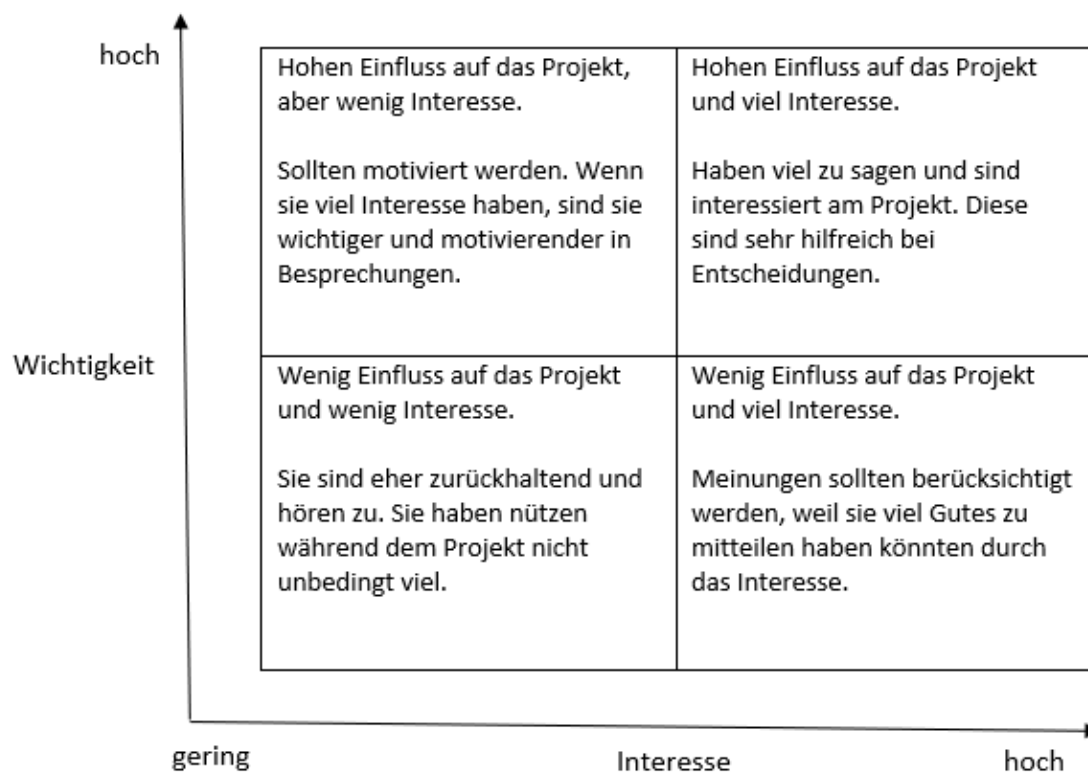 hoch
Hohen Einfluss auf das Projekt,
aber wenig Interesse.
Sollten motiviert werden. Wenn
sie viel Interesse haben, sind sie
wichtiger und motivierender in
Besprechungen.
Hohen Einfluss auf das Projekt
und viel Interesse.
Haben viel zu sagen und sind
interessiert am Projekt. Diese
sind sehr hilfreich bei
Entscheidungen.
Wichtigkeit
Wenig Einfluss auf das Projekt
und wenig Interesse.
Sie sind eher zurückhaltend und
hören zu. Sie haben nützen
während dem Projekt nicht
unbedingt viel.
Wenig Einfluss auf das Projekt
und viel Interesse.
Meinungen sollten berücksichtigt
werden, weil sie viel Gutes zu
mitteilen haben könnten durch
das Interesse.
gering
Interesse
hoch